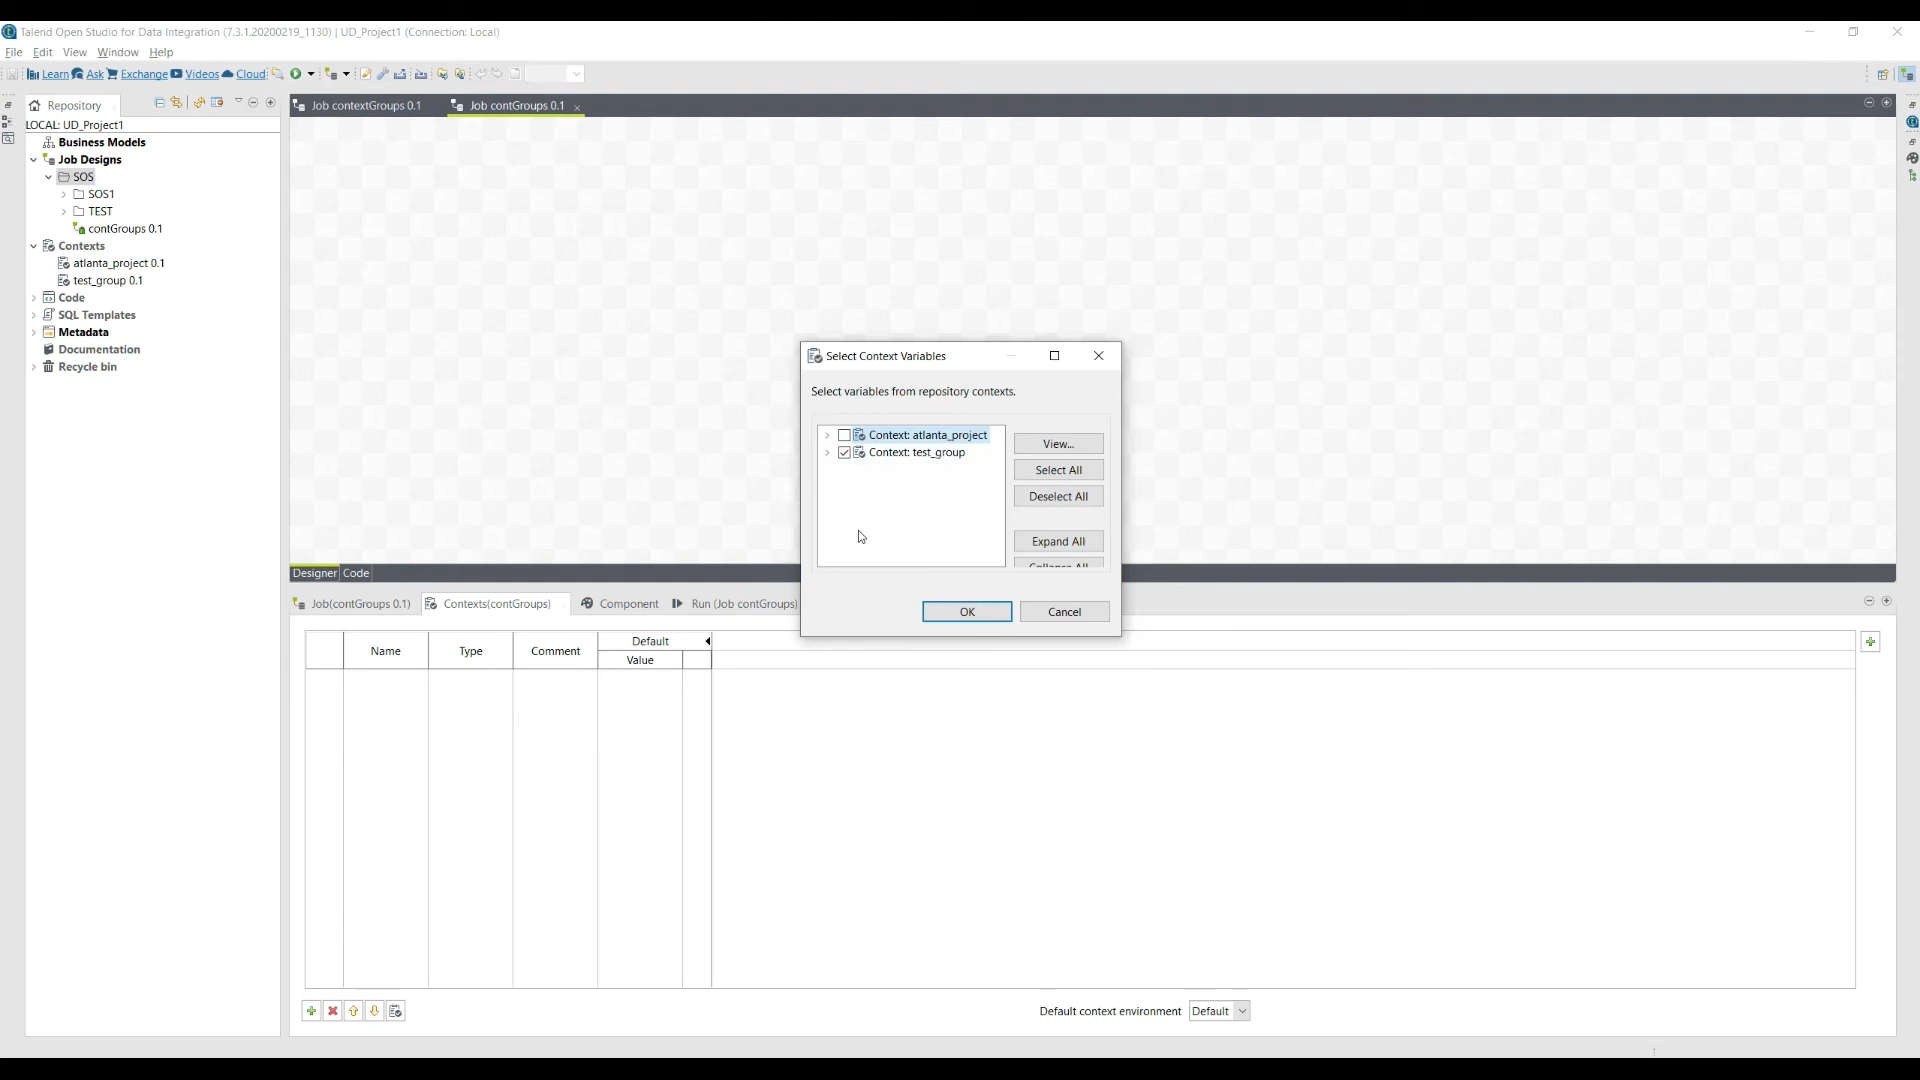 Talend Open Studio for Data Integration (7.3.1.20200219_1130) | UD_Project1 (Connection: Local)
File Edit View Window Help
Learn Ask Exchange Videos Cloud
Repository
LOCAL: UD_Project1
Business Models
Job Designs
SOS
SOS1
TEST
contGroups 0.1
Contexts
atlanta_project 0.1
test_group 0.1
Code
SQL Templates
Metadata
Documentation
Recycle bin
Job contextGroups 0.1 Job contGroups 0.1
Select Context Variables
Select variables from repository contexts.
Context: atlanta_project
Context: test_group
View...
Select All
Deselect All
Expand All
Collapse All
OK Cancel
Designer Code
Job(contGroups 0.1) Contexts(contGroups) Component Run (Job contGroups)
Name Type Comment Default
Value
Default context environment Default